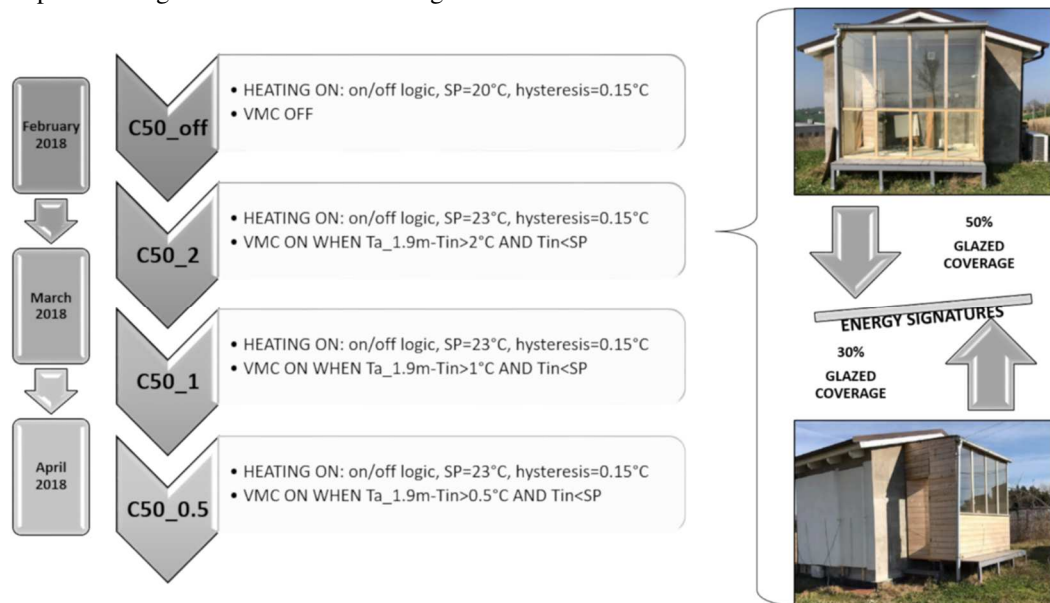 February
2018
March
2018
April
2018
C50_off
• HEATING ON: on/off logic, SP=20°C, hysteresis=0.15°C
• VMC OFF
C50_2
• HEATING ON: on/off logic, SP=23°C, hysteresis=0.15°C
• VMC ON WHEN Ta_1.9m-Tin>2°C AND Tin<SP
C50_1
• HEATING ON: on/off logic, SP=23°C, hysteresis=0.15°C
• VMC ON WHEN Ta_1.9m-Tin>1°C AND Tin<SP
C50_0.5
• HEATING ON: on/off logic, SP=23°C, hysteresis=0.15°C
• VMC ON WHEN Ta_1.9m-Tin>0.5°C AND Tin<SP
50%
GLAZED
COVERAGE
ENERGY SIGNATURES
30%
GLAZED
COVERAGE